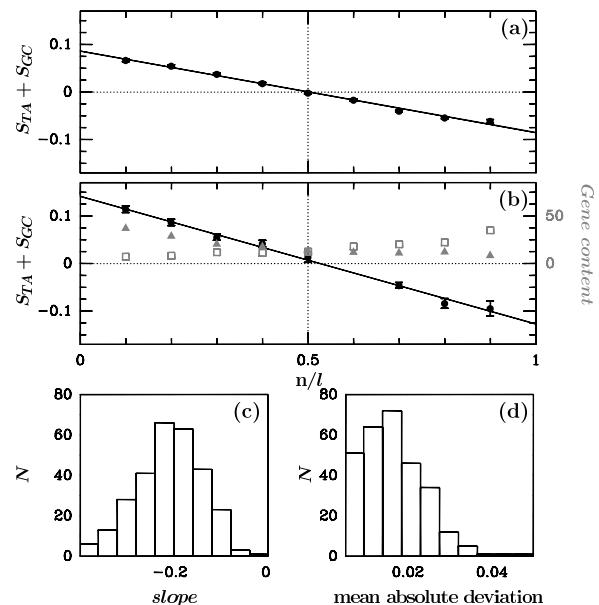 (a)
S_TA + S_GC
0.1
0
−0.1
(b)
S_TA + S_GC
0.1
0
−0.1
50
0
Gene content
0
0.5
1
n/l
(c)
N
80
60
40
20
0
−0.2
0
slope
(d)
N
80
60
40
20
0
0.02
0.04
mean absolute deviation